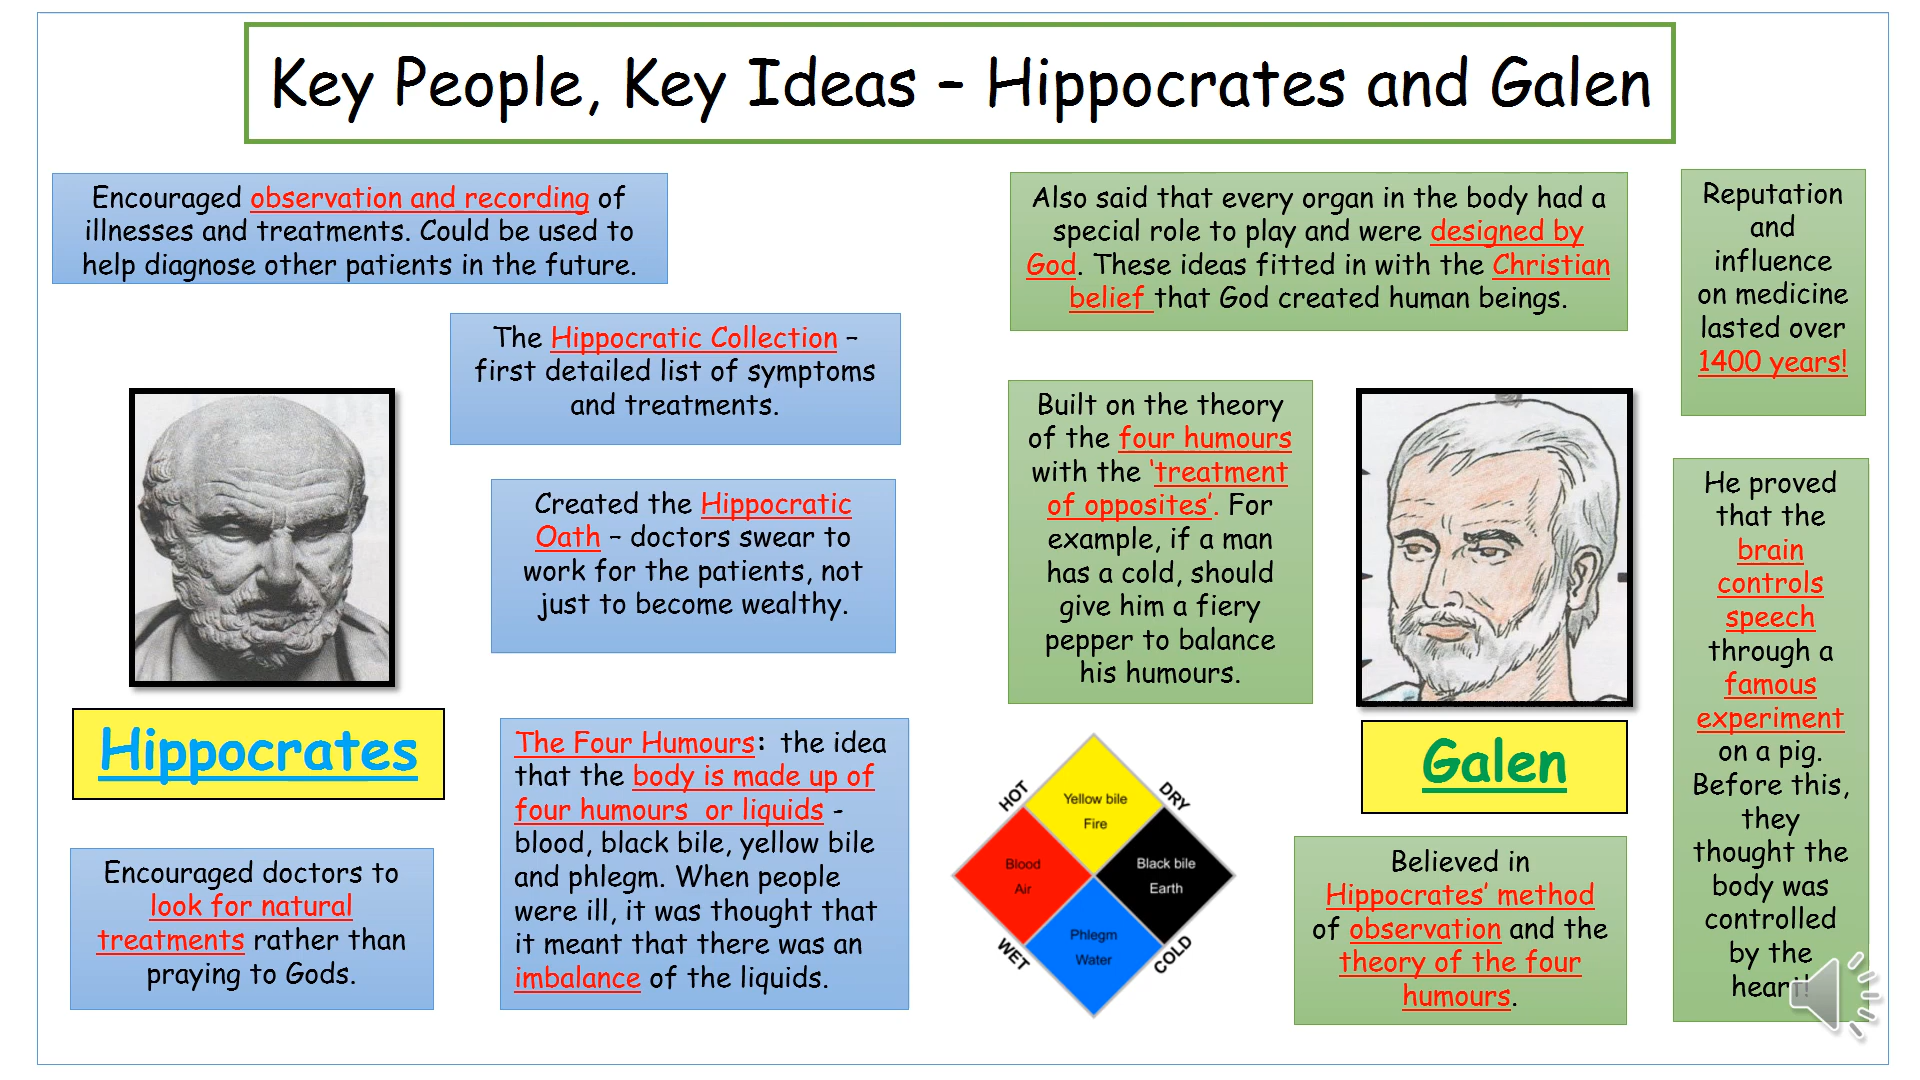 Key People, Key Ideas – Hippocrates and Galen
Encouraged observation and recording of
illnesses and treatments. Could be used to
help diagnose other patients in the future.
The Hippocratic Collection –
first detailed list of symptoms
and treatments.
Created the Hippocratic
Oath – doctors swear to
work for the patients, not
just to become wealthy.
Hippocrates
Encouraged doctors to
look for natural
treatments rather than
praying to Gods.
The Four Humours:  the idea
that the body is made up of
four humours  or liquids -
blood, black bile, yellow bile
and phlegm. When people
were ill, it was thought that
it meant that there was an
imbalance of the liquids.
Also said that every organ in the body had a
special role to play and were designed by
God. These ideas fitted in with the Christian
belief that God created human beings.
Built on the theory
of the four humours
with the ‘treatment
of opposites’. For
example, if a man
has a cold, should
give him a fiery
pepper to balance
his humours.
HOT
DRY
WET
COLD
Yellow bile
Fire
Blood
Air
Black bile
Earth
Phlegm
Water
Galen
Believed in
Hippocrates’ method
of observation and the
theory of the four
humours.
Reputation
and
influence
on medicine
lasted over
1400 years!
He proved
that the
brain
controls
speech
through a
famous
experiment
on a pig.
Before this,
they
thought the
body was
controlled
by the
heart!